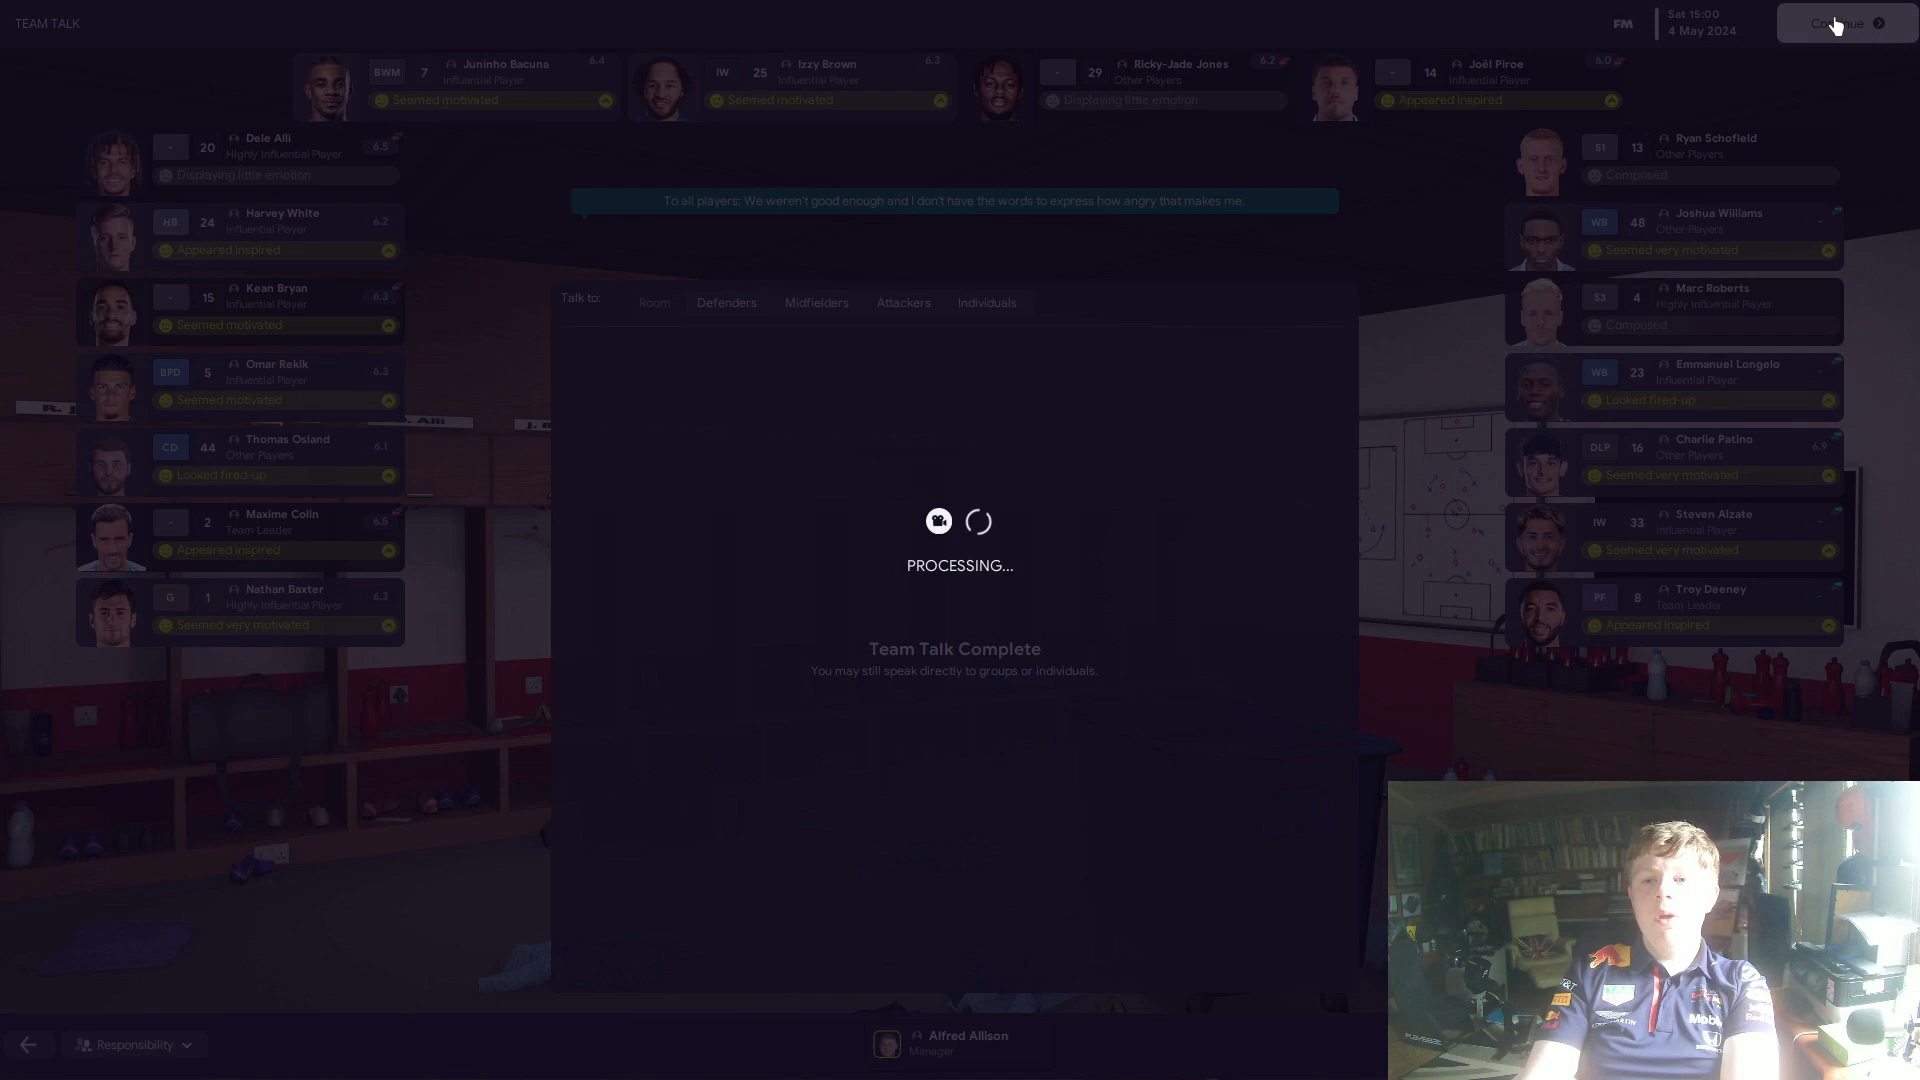 TEAM TALK
FM
Sat 15:00
4 May 2024
BWM 7 Juninho Bacuna 6.4
Influential Player
Seemed motivated
IW 25 Izzy Brown 6.3
Influential Player
Seemed motivated
- 29 Ricky-Jade Jones 6.2
Other Players
Displaying little emotion
- 14 Joël Piroe 6.0
Influential Player
Appeared inspired
- 20 Dele Alli 6.5
Highly Influential Player
Displaying little emotion
HB 24 Harvey White 6.2
Influential Player
Appeared inspired
- 15 Kean Bryan 6.3
Influential Player
Seemed motivated
BPD 5 Omar Rekik 6.3
Influential Player
Seemed motivated
CD 44 Thomas Osland 6.1
Other Players
Looked fired-up
- 2 Maxime Colin 6.5
Team Leader
Appeared inspired
G 1 Nathan Baxter 6.3
Highly Influential Player
Seemed very motivated
To all players: We weren't good enough and I don't have the words to express how angry that makes me.
Talk to: Room Defenders Midfielders Attackers Individuals
PROCESSING...
Team Talk Complete
You may still speak directly to groups or individuals.
S1 13 Ryan Schofield
Other Players
Composed
WB 48 Joshua Williams -
Other Players
Seemed very motivated
S3 4 Marc Roberts
Highly Influential Player
Composed
WB 23 Emmanuel Longelo -
Influential Player
Looked fired-up
DLP 16 Charlie Patino 6.9
Other Players
Seemed very motivated
IW 33 Steven Alzate -
Influential Player
Seemed very motivated
PF 8 Troy Deeney -
Team Leader
Appeared inspired
Responsibility
Alfred Allison
Manager
AT&T
Mob
PLAYSEAT